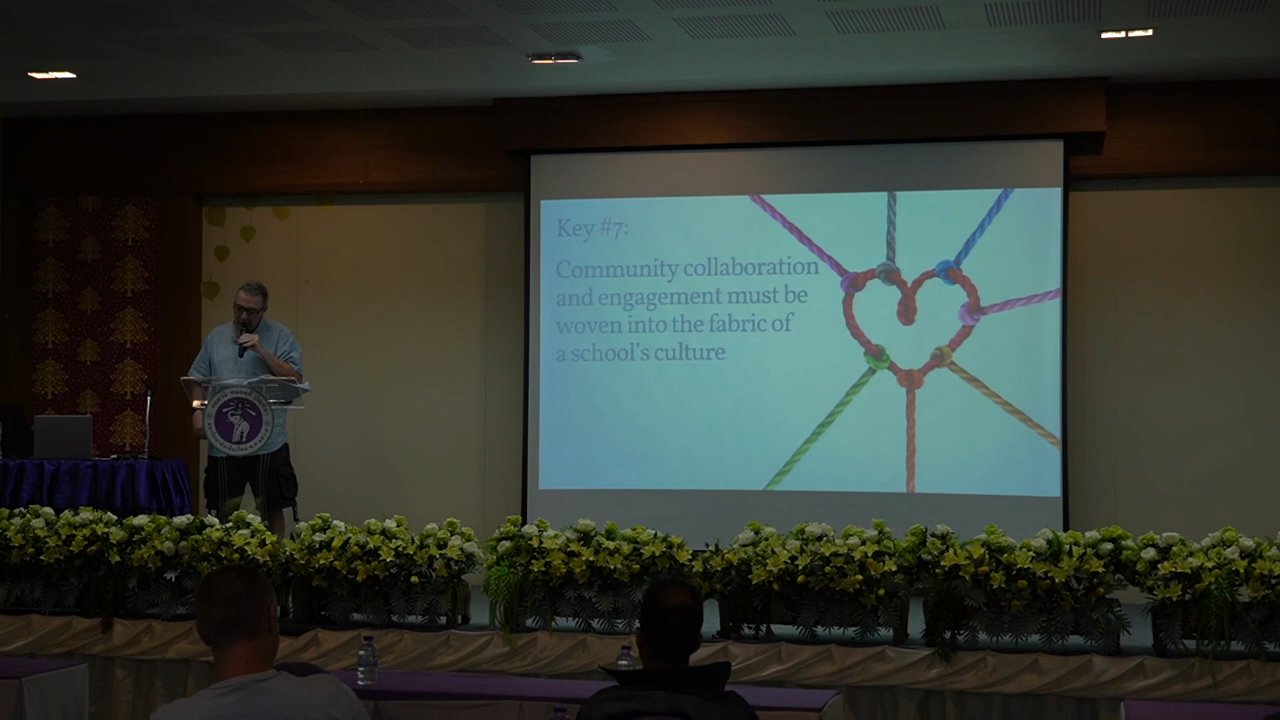 Key #7:
Community collaboration
and engagement must be
woven into the fabric of
a school's culture